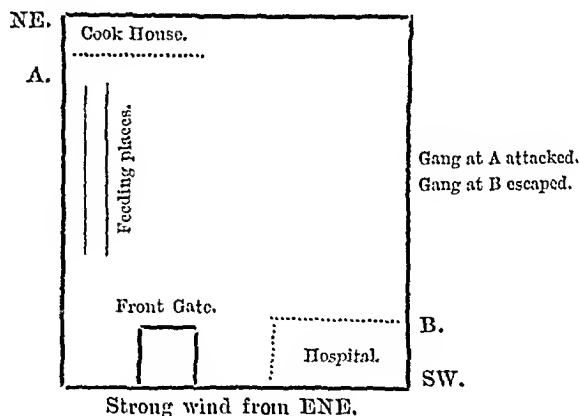 NE.
Cook House.
A.
Feeding places.
Gang at A attacked.
Gang at B escaped.
Front Gate.
B.
Hospital.
SW.
Strong wind from ENE.